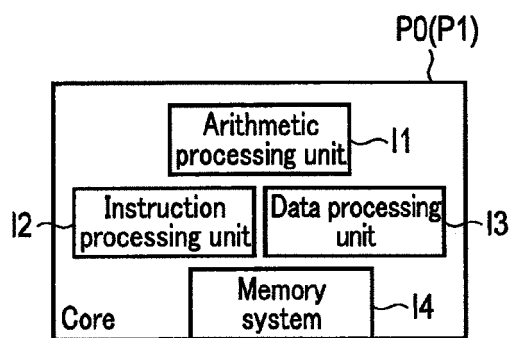 P0(P1)
Arithmetic
processing unit
I1
Instruction
processing unit
I2
Data processing
unit
I3
Memory
system
I4
Core